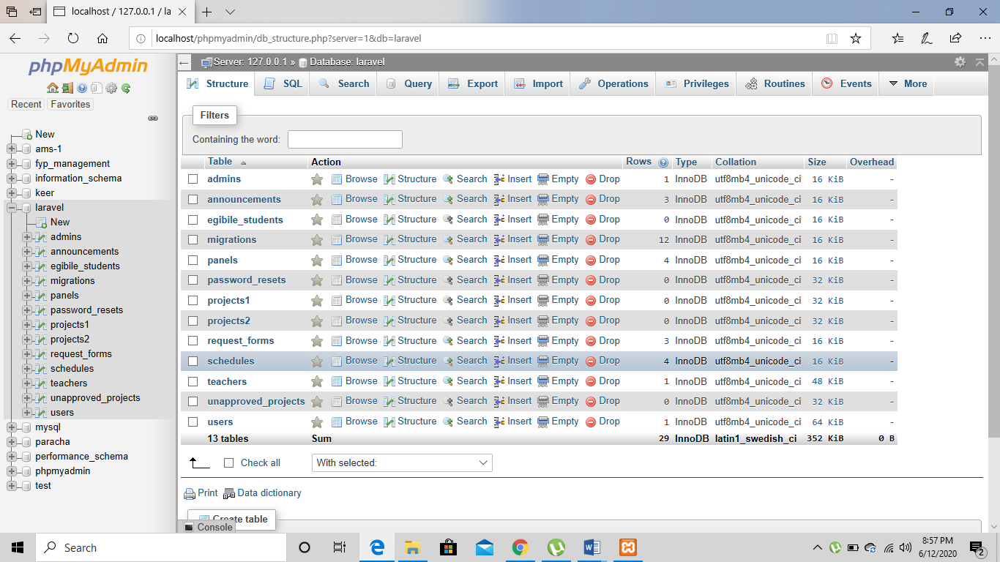 localhost / 127.0.0.1 / la
localhost/phpmyadmin/db_structure.php?server=1&db=laravel
phpMyAdmin
Recent Favorites
New
ams-1
fyp_management
information_schema
keer
laravel
New
admins
announcements
egibile_students
migrations
panels
password_resets
projects1
projects2
request_forms
schedules
teachers
unapproved_projects
users
mysql
paracha
performance_schema
phpmyadmin
test
Server: 127.0.0.1 » Database: laravel
Structure SQL Search Query Export Import Operations Privileges Routines Events More
Filters
Containing the word:
Table Action Rows Type Collation Size Overhead
admins Browse Structure Search Insert Empty Drop 1 InnoDB utf8mb4_unicode_ci 16 KiB -
announcements Browse Structure Search Insert Empty Drop 3 InnoDB utf8mb4_unicode_ci 16 KiB -
egibile_students Browse Structure Search Insert Empty Drop 0 InnoDB utf8mb4_unicode_ci 16 KiB -
migrations Browse Structure Search Insert Empty Drop 12 InnoDB utf8mb4_unicode_ci 16 KiB -
panels Browse Structure Search Insert Empty Drop 4 InnoDB utf8mb4_unicode_ci 16 KiB -
password_resets Browse Structure Search Insert Empty Drop 0 InnoDB utf8mb4_unicode_ci 32 KiB -
projects1 Browse Structure Search Insert Empty Drop 0 InnoDB utf8mb4_unicode_ci 32 KiB -
projects2 Browse Structure Search Insert Empty Drop 0 InnoDB utf8mb4_unicode_ci 32 KiB -
request_forms Browse Structure Search Insert Empty Drop 3 InnoDB utf8mb4_unicode_ci 16 KiB -
schedules Browse Structure Search Insert Empty Drop 4 InnoDB utf8mb4_unicode_ci 16 KiB -
teachers Browse Structure Search Insert Empty Drop 1 InnoDB utf8mb4_unicode_ci 48 KiB -
unapproved_projects Browse Structure Search Insert Empty Drop 0 InnoDB utf8mb4_unicode_ci 32 KiB -
users Browse Structure Search Insert Empty Drop 1 InnoDB utf8mb4_unicode_ci 64 KiB -
13 tables Sum 29 InnoDB latin1_swedish_ci 352 KiB 0 B
Check all With selected:
Print Data dictionary
Create table
Console
Search
8:57 PM
6/12/2020
2